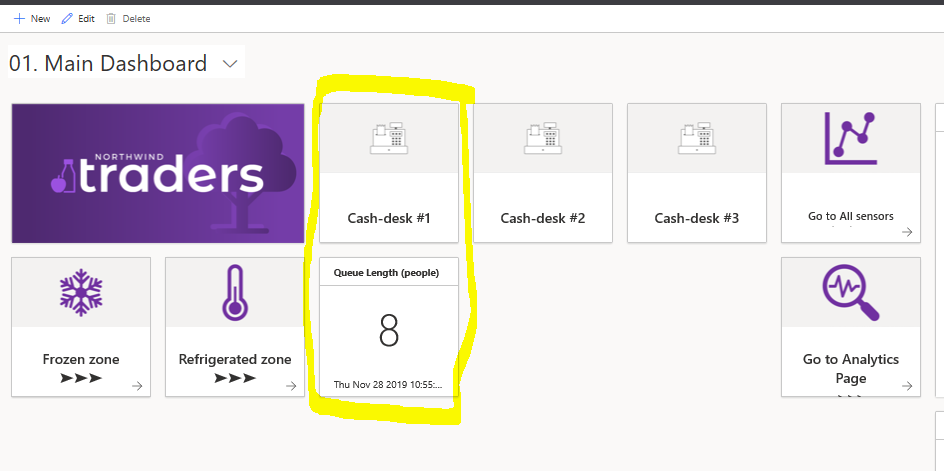 New
Edit
Delete
01. Main Dashboard
NORTHWIND
traders
Cash-desk #1
Cash-desk #2
Cash-desk #3
Go to All sensors
Frozen zone
Refrigerated zone
Queue Length (people)
8
Thu Nov 28 2019 10:55:...
Go to Analytics
Page